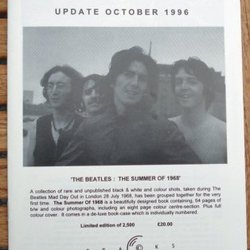 UPDATE OCTOBER 1996
'THE BEATLES : THE SUMMER OF 1968'
A collection of rare and unpublished black & white and colour shots, taken during The
Beatles Mad Day Out in London 28 July 1968, has been grouped together for the very
first time. The Summer Of 1968 is a beautifully designed book containing, 94 pages of
b/w and colour photographs, including an eight page colour centre-section. Plus full
colour cover. It comes in a de-luxe book-case which is individually numbered.
Limited edition of 2,500 £20.00